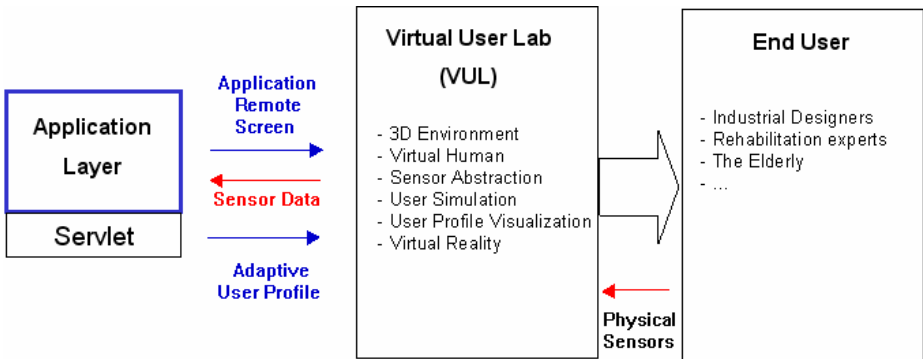 Application
Layer
Servlet
Application
Remote
Screen
Sensor Data
Adaptive
User Profile
Virtual User Lab
(VUL)
- 3D Environment
- Virtual Human
- Sensor Abstraction
- User Simulation
- User Profile Visualization
- Virtual Reality
Physical
Sensors
End User
- Industrial Designers
- Rehabilitation experts
- The Elderly
- ...